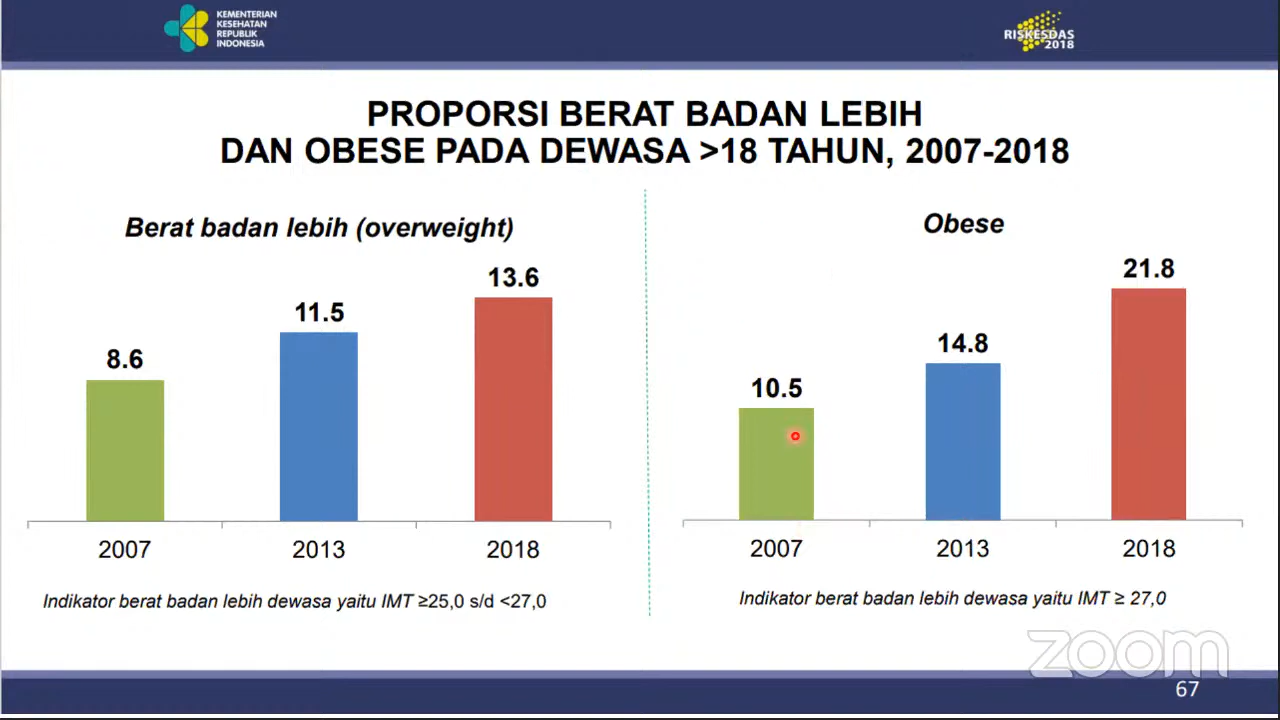 KEMENTERIAN
KESEHATAN
REPUBLIK
INDONESIA
RISKESDAS
2018
PROPORSI BERAT BADAN LEBIH
DAN OBESE PADA DEWASA >18 TAHUN, 2007-2018
Berat badan lebih (overweight)
8.6
11.5
13.6
2007
2013
2018
Indikator berat badan lebih dewasa yaitu IMT ≥25,0 s/d <27,0
Obese
10.5
14.8
21.8
2007
2013
2018
Indikator berat badan lebih dewasa yaitu IMT ≥ 27,0
zoom
67